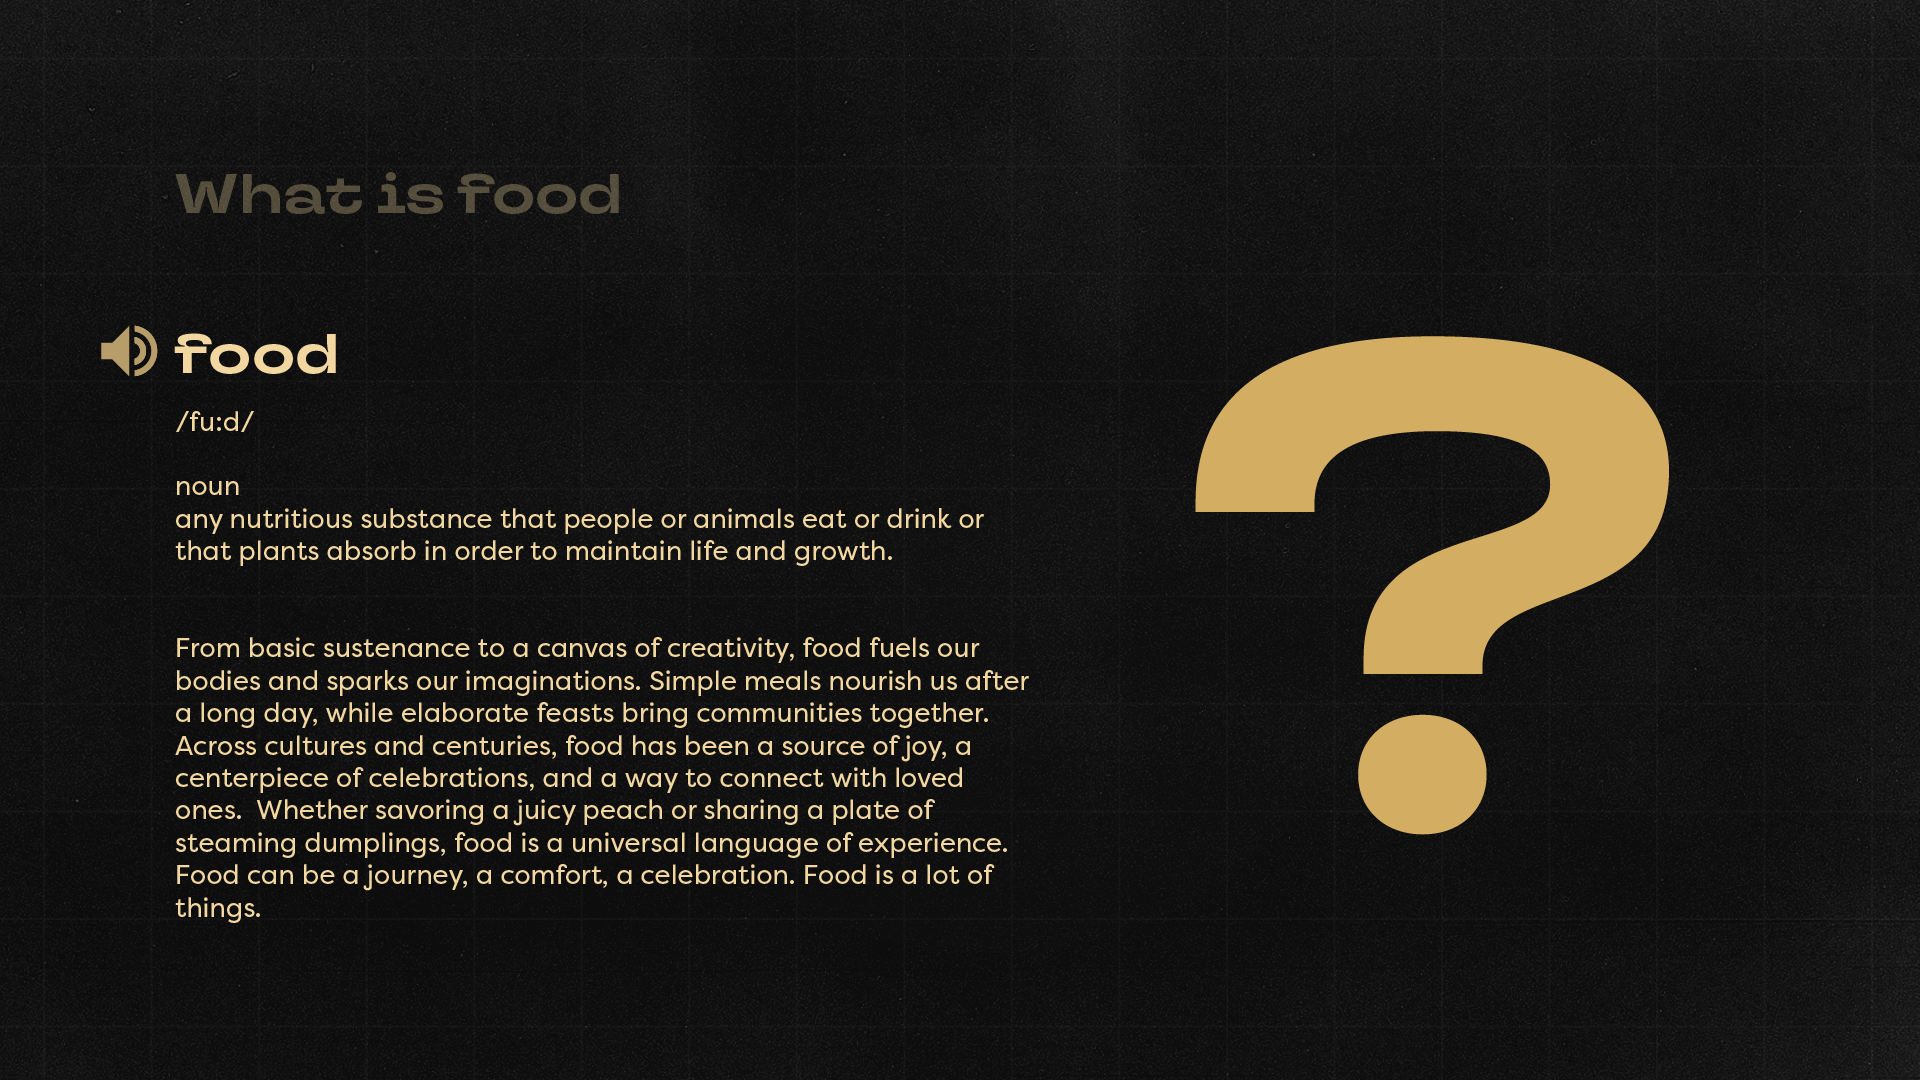 What is food
food
/fu:d/
noun
any nutritious substance that people or animals eat or drink or
that plants absorb in order to maintain life and growth.
From basic sustenance to a canvas of creativity, food fuels our
bodies and sparks our imaginations. Simple meals nourish us after
a long day, while elaborate feasts bring communities together.
Across cultures and centuries, food has been a source of joy, a
centerpiece of celebrations, and a way to connect with loved
ones.  Whether savoring a juicy peach or sharing a plate of
steaming dumplings, food is a universal language of experience.
Food can be a journey, a comfort, a celebration. Food is a lot of
things.
?